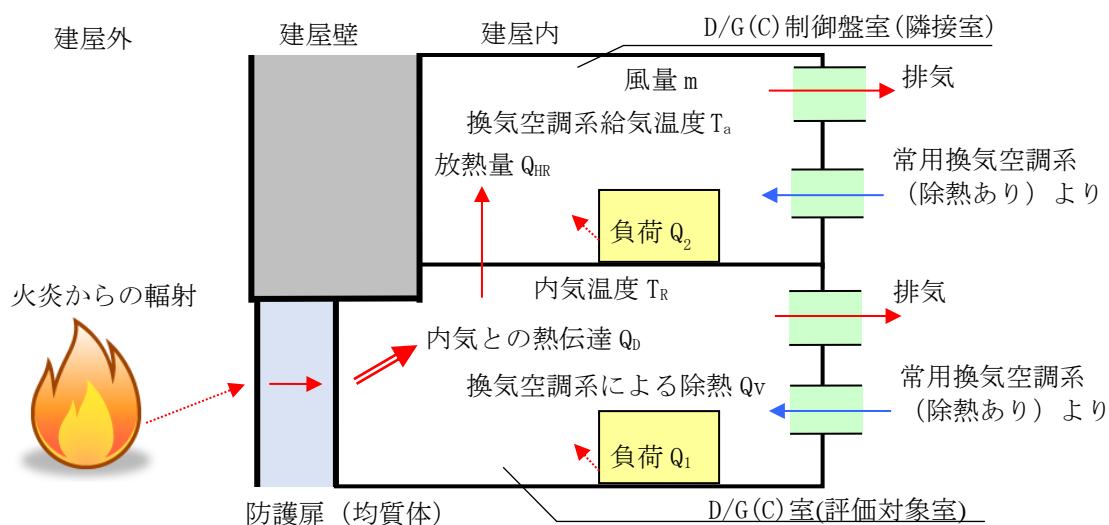 建屋外
建屋壁
建屋内
D/G(C)制御盤室(隣接室)
風量 m
排気
換気空調系給気温度 Ta
放熱量 QHR
常用換気空調系
（除熱あり）より
負荷 Q2
火炎からの輻射
内気温度 TR
排気
内気との熱伝達 QD
換気空調系による除熱 Qv
常用換気空調系
（除熱あり）より
負荷 Q1
防護扉（均質体）
D/G(C)室(評価対象室)